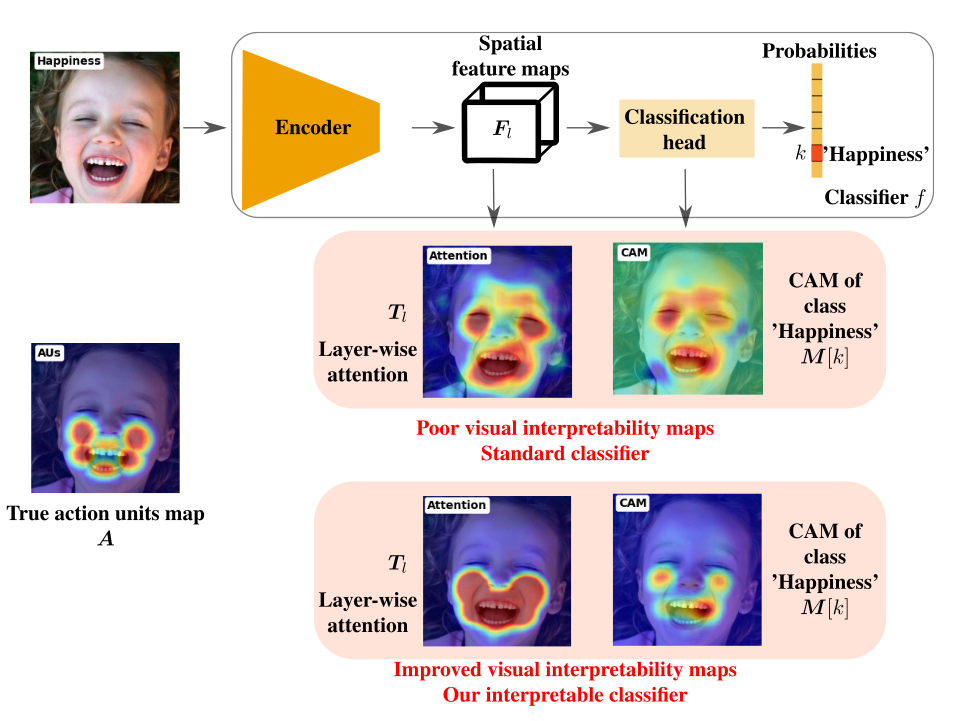 Happiness
Encoder
Spatial
feature maps
F_l
Classification
head
Probabilities
k
'Happiness'
Classifier f
Attention
T_l
Layer-wise
attention
CAM
CAM of
class
'Happiness'
M[k]
Poor visual interpretability maps
Standard classifier
AUs
True action units map
A
Attention
T_l
Layer-wise
attention
CAM
CAM of
class
'Happiness'
M[k]
Improved visual interpretability maps
Our interpretable classifier